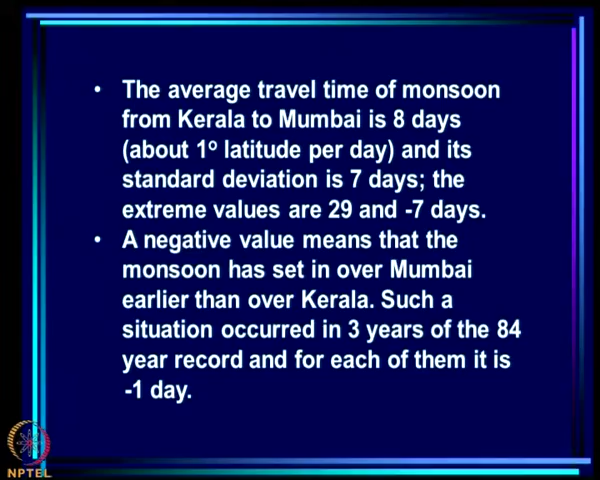 • The average travel time of monsoon
from Kerala to Mumbai is 8 days
(about 1º latitude per day) and its
standard deviation is 7 days; the
extreme values are 29 and -7 days.
• A negative value means that the
monsoon has set in over Mumbai
earlier than over Kerala. Such a
situation occurred in 3 years of the 84
year record and for each of them it is
-1 day.
NPTEL